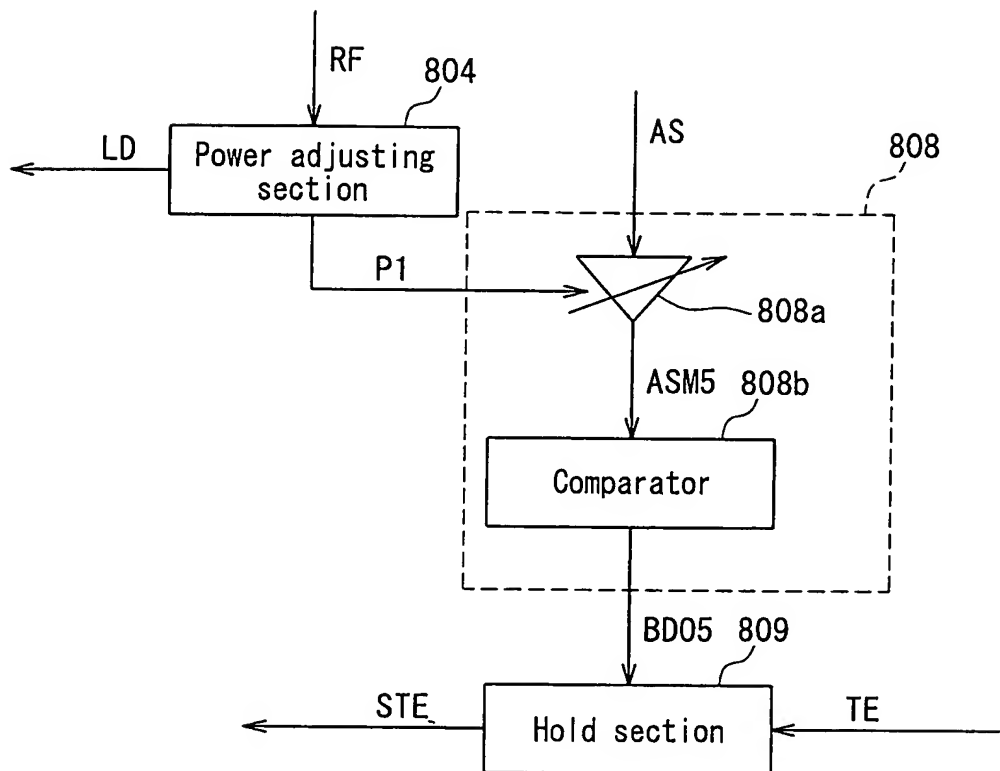 RF
804
LD
Power adjusting
section
AS
808
P1
808a
ASM5
808b
Comparator
BD05
809
STE
TE
Hold section